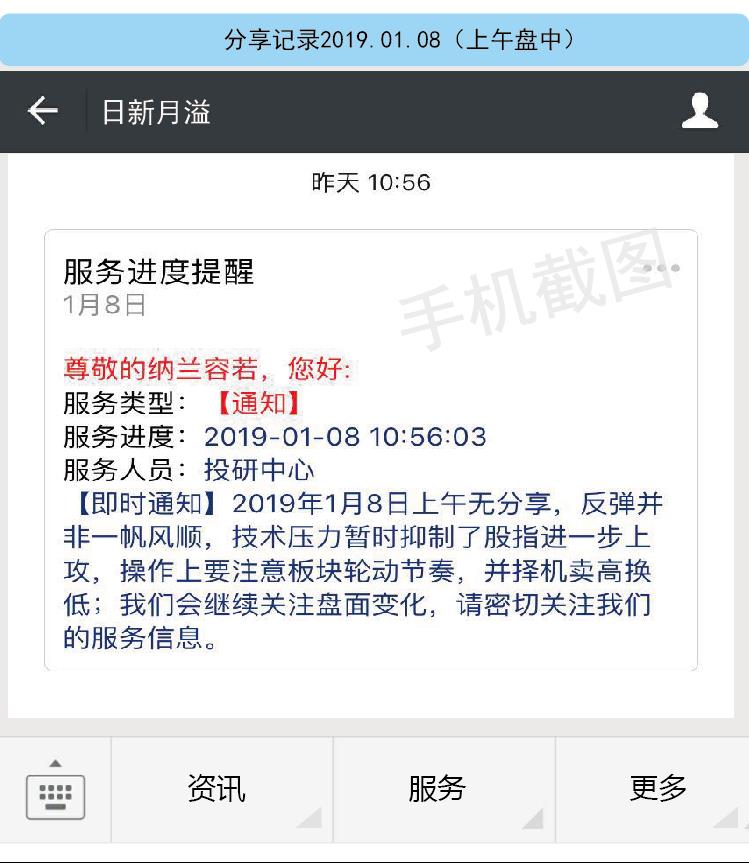 分享记录2019.01.08（上午盘中）
日新月溢
昨天 10:56
服务进度提醒
1月8日
手机截图
尊敬的纳兰容若，您好:
服务类型：【通知】
服务进度：2019-01-08 10:56:03
服务人员：投研中心
【即时通知】2019年1月8日上午无分享，反弹并
非一帆风顺，技术压力暂时抑制了股指进一步上
攻，操作上要注意板块轮动节奏，并择机卖高换
低；我们会继续关注盘面变化，请密切关注我们
的服务信息。
资讯
服务
更多